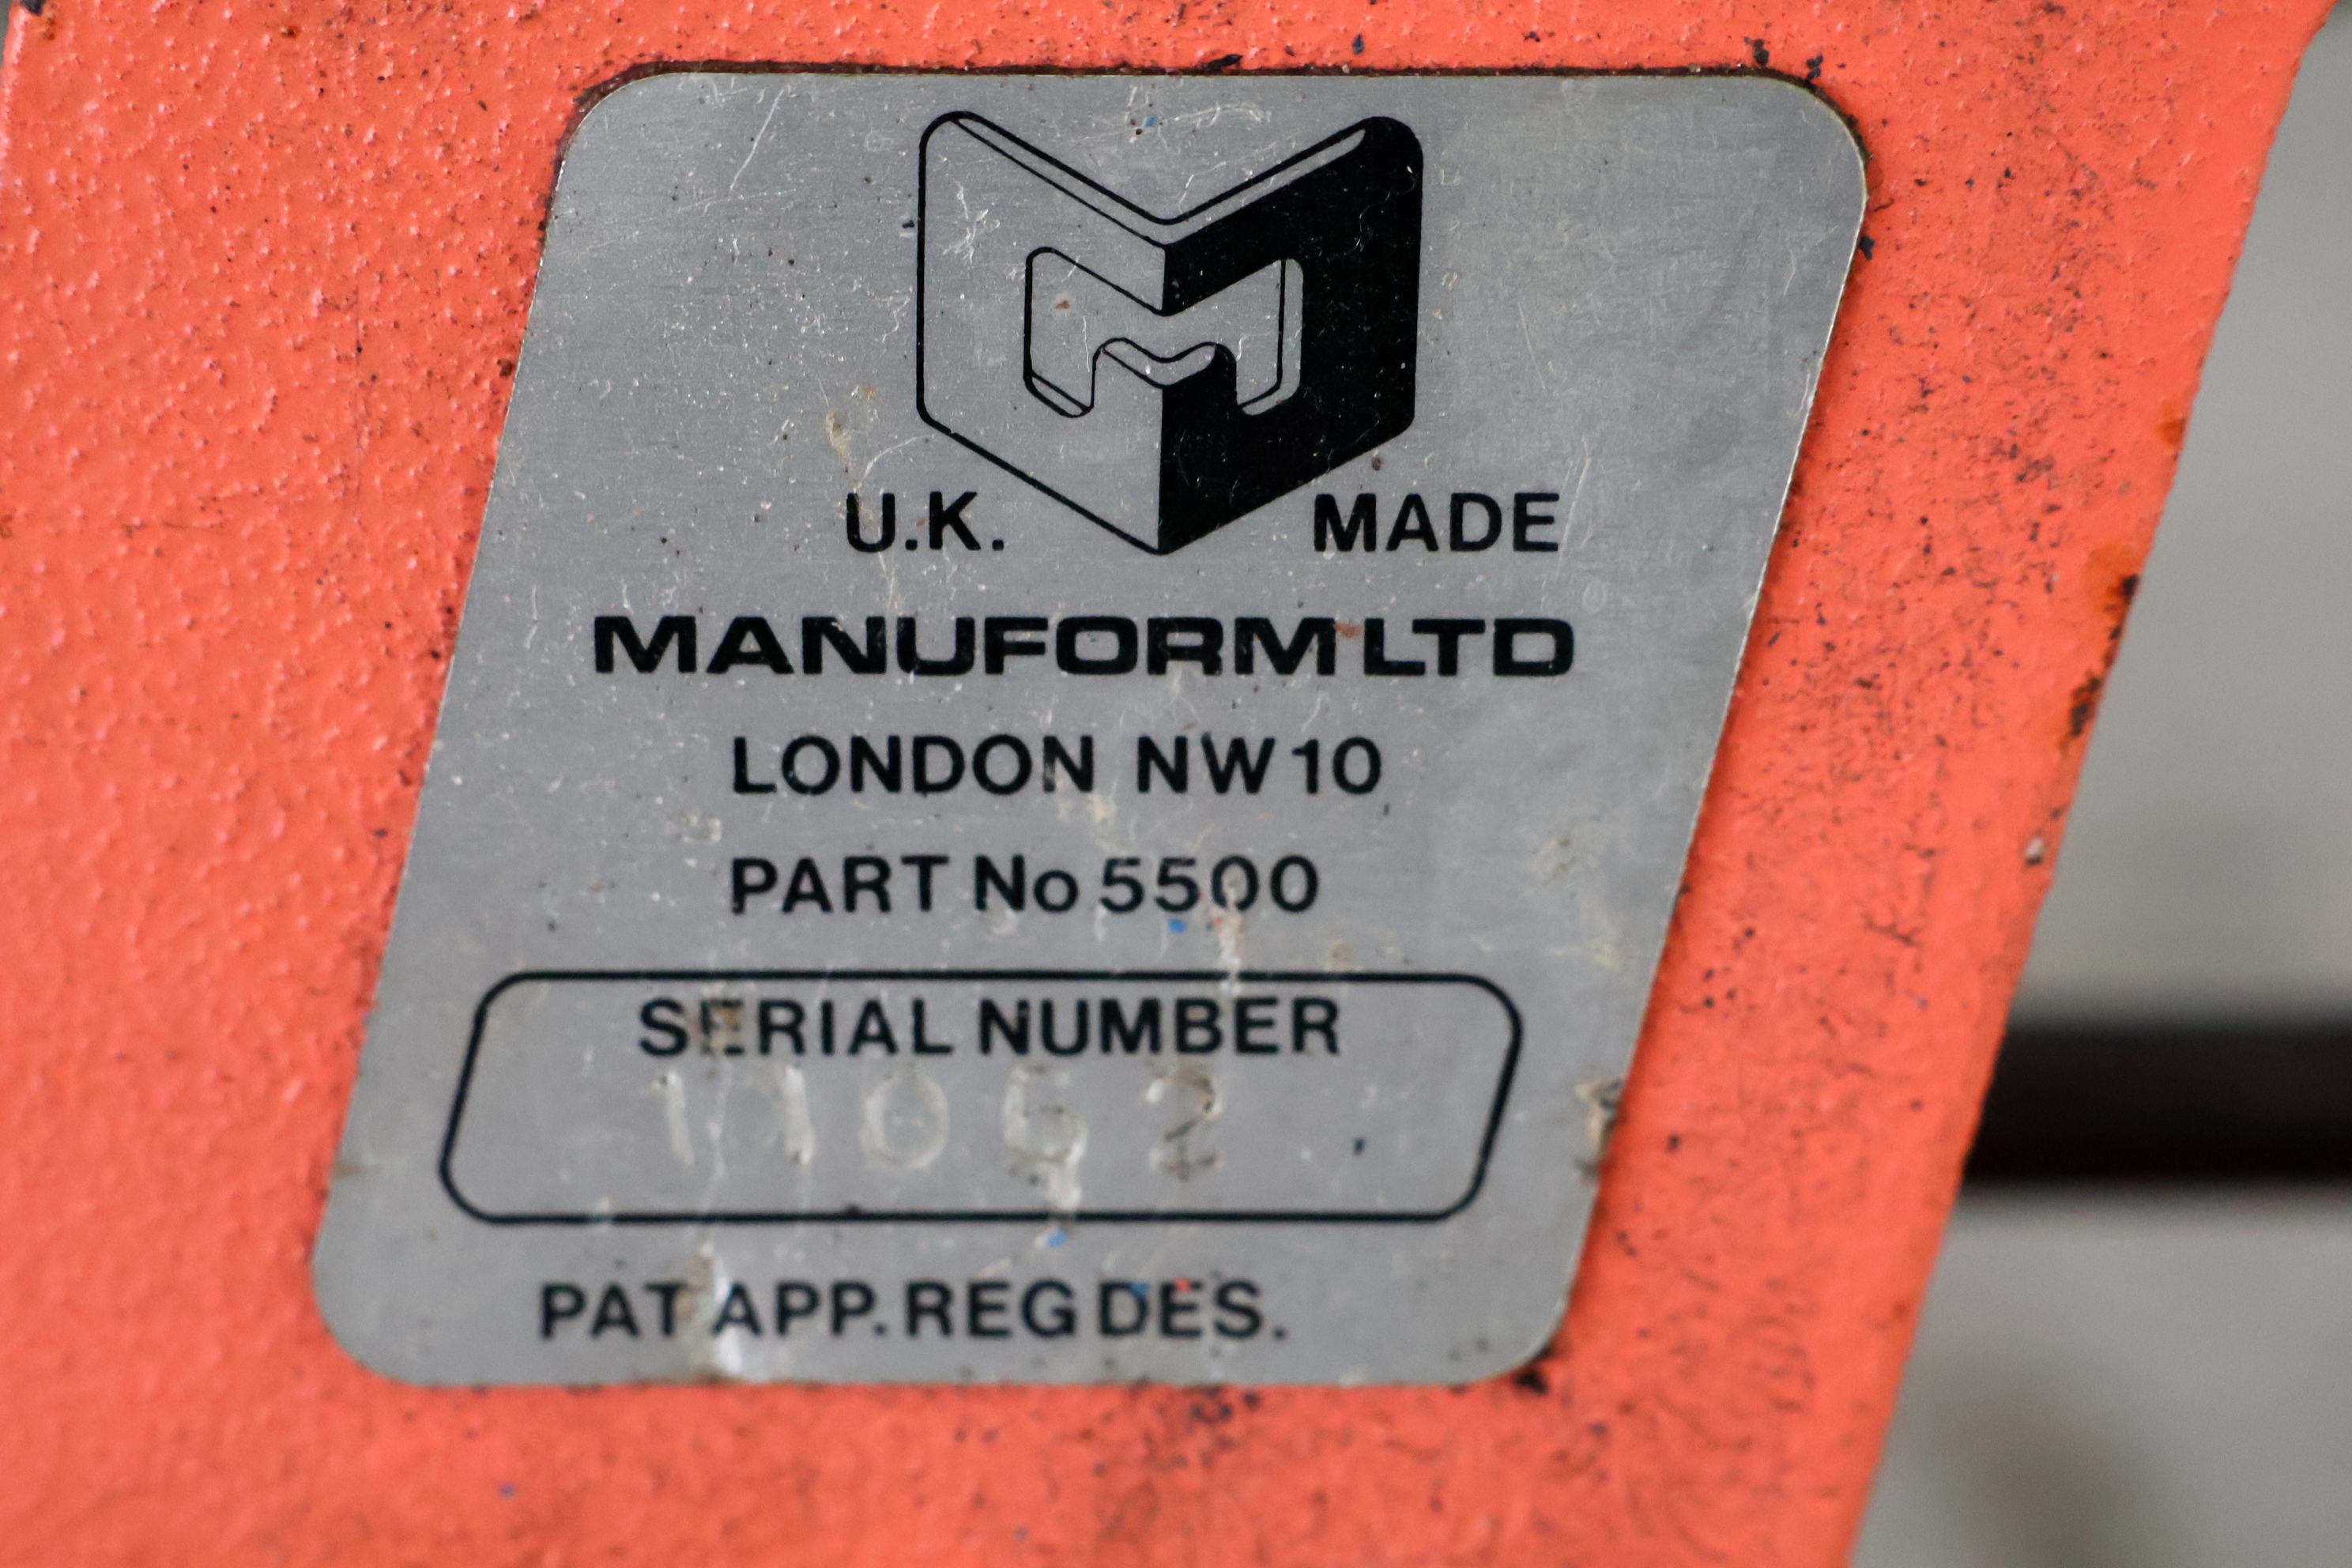 U.K. MADE
MANUFORM LTD
LONDON NW10
PART No 5500
SERIAL NUMBER
PAT APP. REG DES.